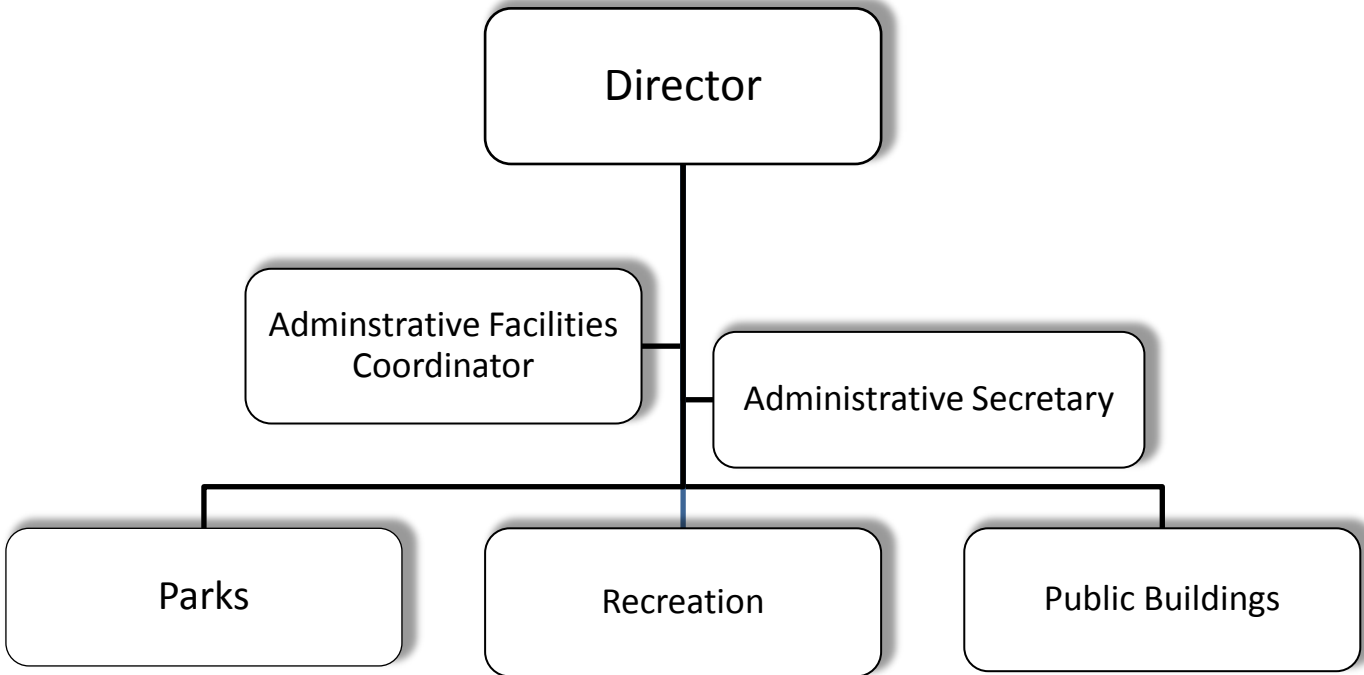 Director
Adminstrative Facilities
Coordinator
Administrative Secretary
Parks
Recreation
Public Buildings